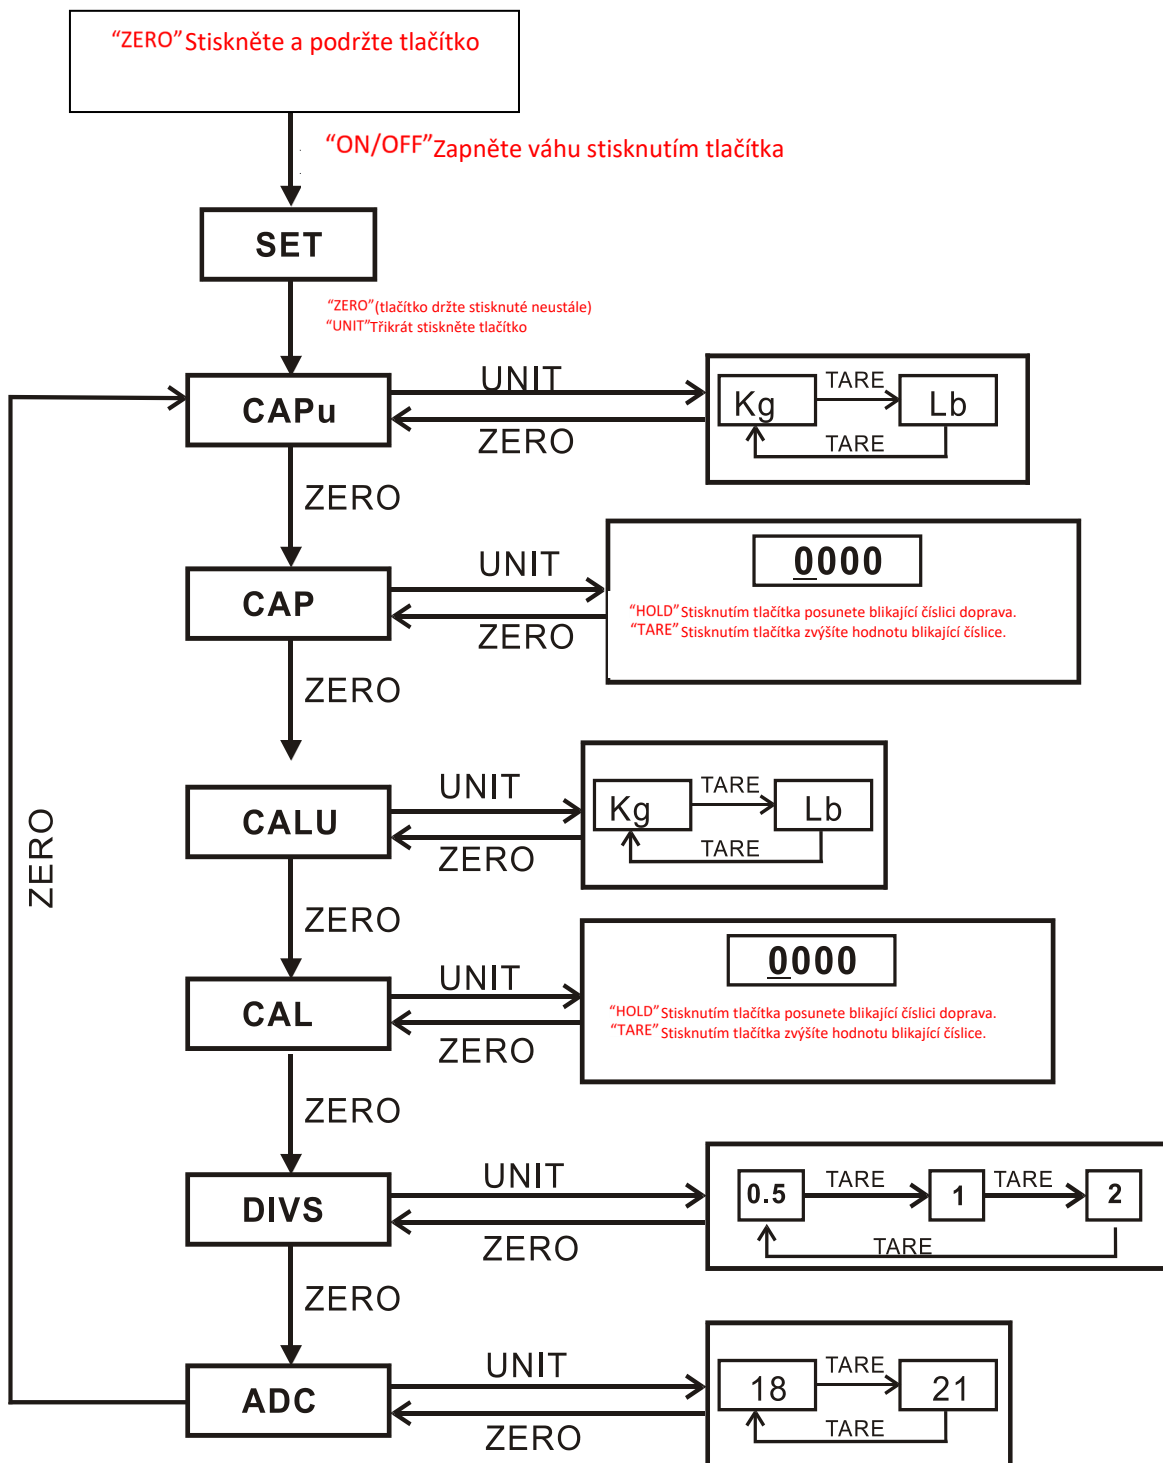 “ZERO” Stiskněte a podržte tlačítko
“ON/OFF” Zapněte váhu stisknutím tlačítka
SET
“ZERO” (tlačítko držte stisknuté neustále)
“UNIT” Třikrát stiskněte tlačítko
CAPu
UNIT
ZERO
Kg
TARE
Lb
TARE
ZERO
CAP
UNIT
ZERO
0000
“HOLD” Stisknutím tlačítka posunete blikající číslici doprava.
“TARE” Stisknutím tlačítka zvýšíte hodnotu blikající číslice.
ZERO
CALU
UNIT
ZERO
Kg
TARE
Lb
TARE
ZERO
ZERO
CAL
UNIT
ZERO
0000
“HOLD” Stisknutím tlačítka posunete blikající číslici doprava.
“TARE” Stisknutím tlačítka zvýšíte hodnotu blikající číslice.
ZERO
DIVS
UNIT
ZERO
0.5
TARE
1
TARE
2
TARE
ZERO
ADC
UNIT
ZERO
18
TARE
21
TARE